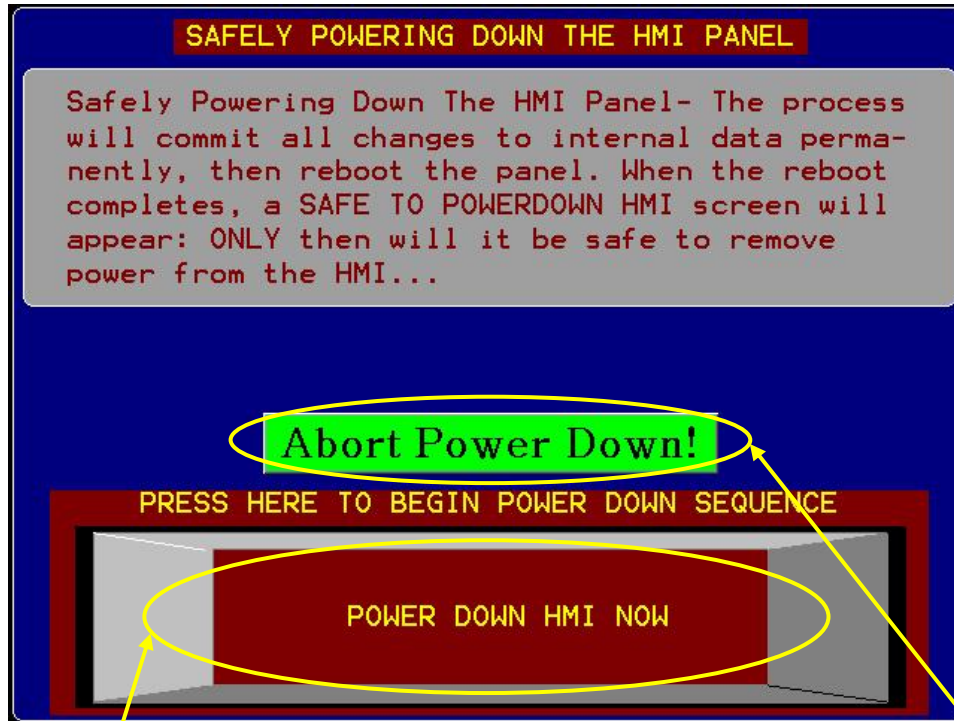 SAFELY POWERING DOWN THE HMI PANEL
Safely Powering Down The HMI Panel- The process
will commit all changes to internal data perma-
nently, then reboot the panel. When the reboot
completes, a SAFE TO POWERDOWN HMI screen will
appear: ONLY then will it be safe to remove
power from the HMI...
Abort Power Down!
PRESS HERE TO BEGIN POWER DOWN SEQUENCE
POWER DOWN HMI NOW